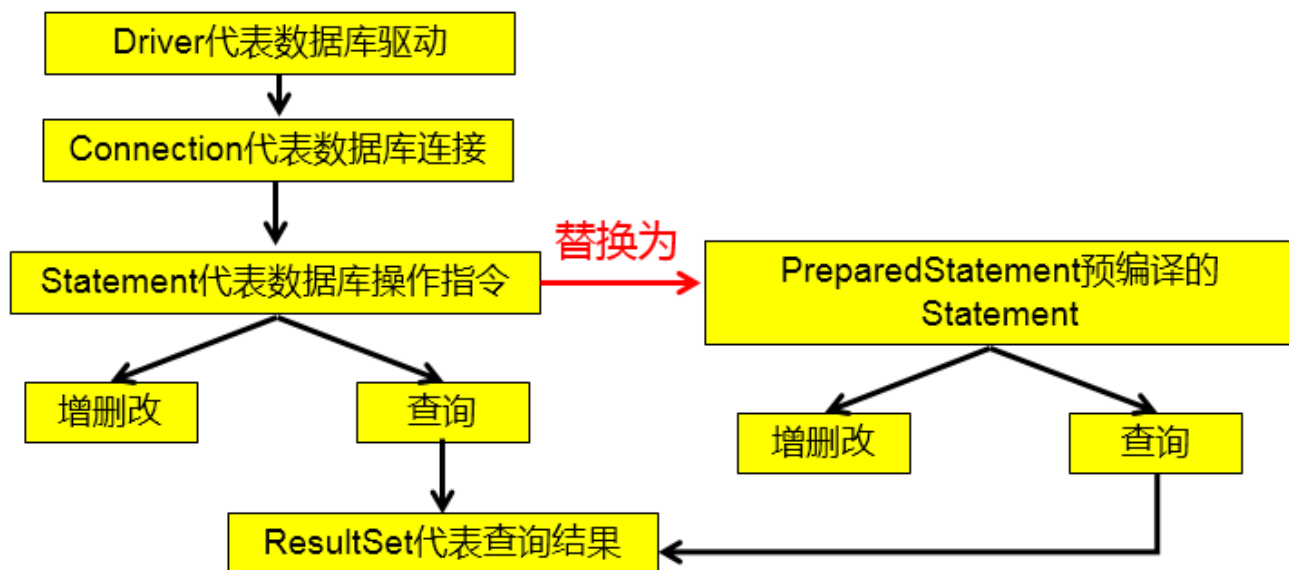 Driver代表数据库驱动
Connection代表数据库连接
替换为
Statement代表数据库操作指令
PreparedStatement预编译的
Statement
增删改
查询
增删改
查询
ResultSet代表查询结果